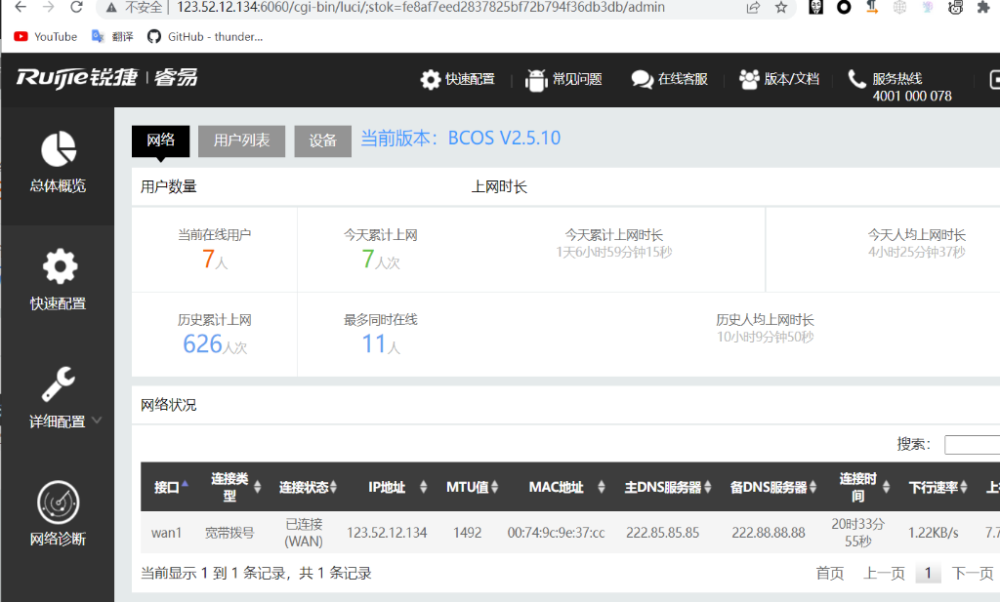 不安全 | 123.52.12.134:6060/cgi-bin/luci/;stok=fe8af7eed2837825bf72b794f36db3db/admin
YouTube 翻译 GitHub - thunder...
Ruijie锐捷 | 睿易 快速配置 常见问题 在线客服 版本/文档 服务热线
4001 000 078
总体概览
快速配置
详细配置
网络诊断
网络 用户列表 设备 当前版本：BCOS V2.5.10
用户数量 上网时长
当前在线用户 今天累计上网 今天累计上网时长 今天人均上网时长
7人 7人次 1天6小时59分钟15秒 4小时25分钟37秒
历史累计上网 最多同时在线 历史人均上网时长
626人次 11人 10小时9分钟50秒
网络状况
搜索：
接口 连接类型 连接状态 IP地址 MTU值 MAC地址 主DNS服务器 备DNS服务器 连接时间 下行速率 上
wan1 宽带拨号 已连接(WAN) 123.52.12.134 1492 00:74:9c:9e:37:cc 222.85.85.85 222.88.88.88 20时33分55秒 1.22KB/s 7.7
当前显示 1 到 1 条记录，共 1 条记录 首页 上一页 1 下一页